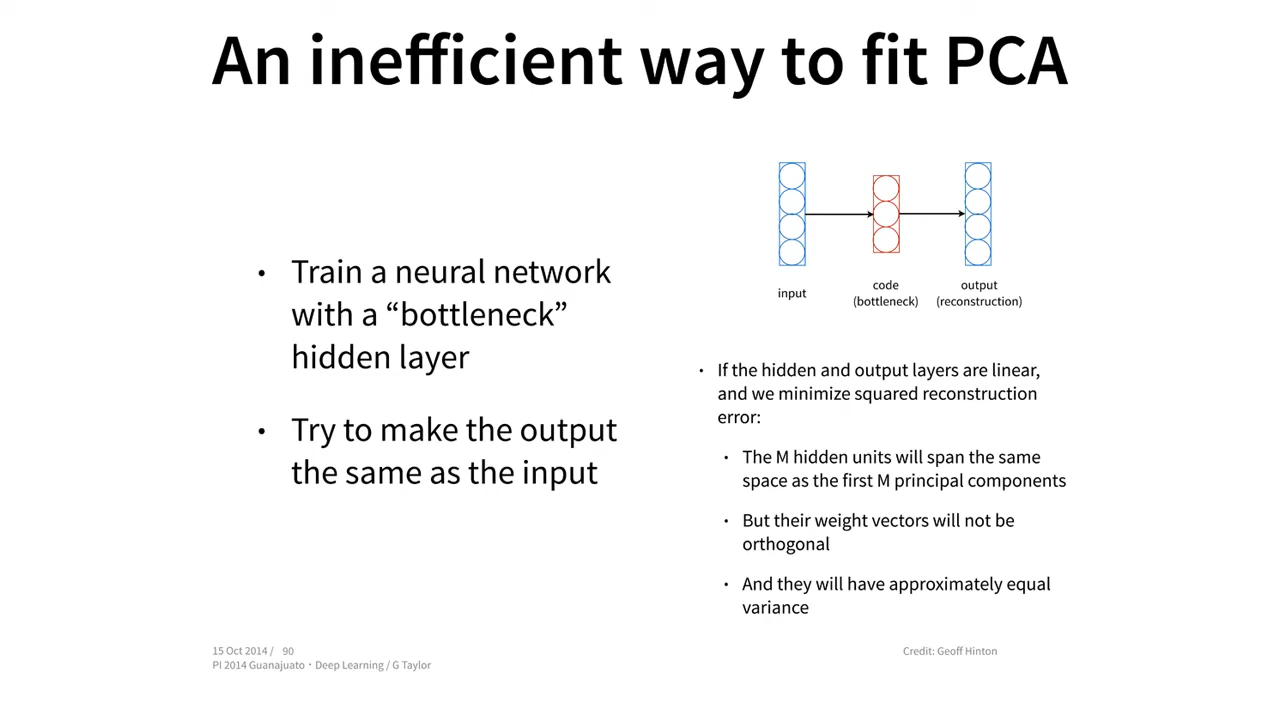 An inefficient way to fit PCA
• Train a neural network
with a “bottleneck”
hidden layer
• Try to make the output
the same as the input
input
code
(bottleneck)
output
(reconstruction)
• If the hidden and output layers are linear,
and we minimize squared reconstruction
error:
• The M hidden units will span the same
space as the first M principal components
• But their weight vectors will not be
orthogonal
• And they will have approximately equal
variance
15 Oct 2014 / 90
PI 2014 Guanajuato · Deep Learning / G Taylor
Credit: Geoff Hinton